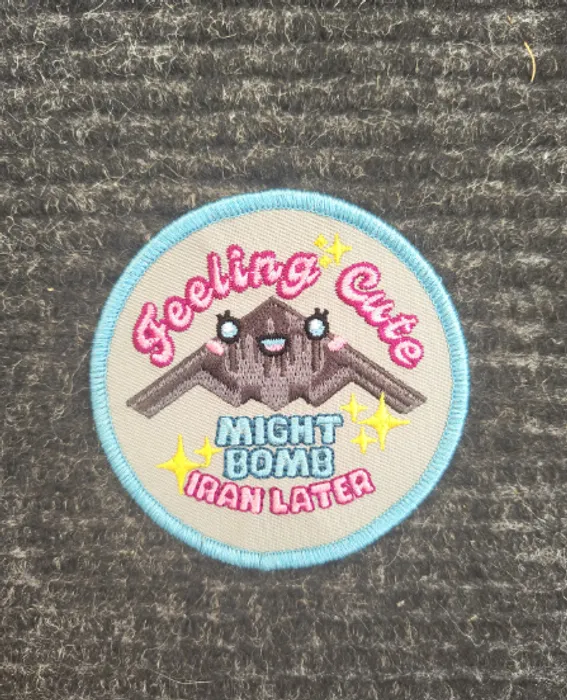 Feeling Cute
MIGHT
BOMB
IRAN LATER